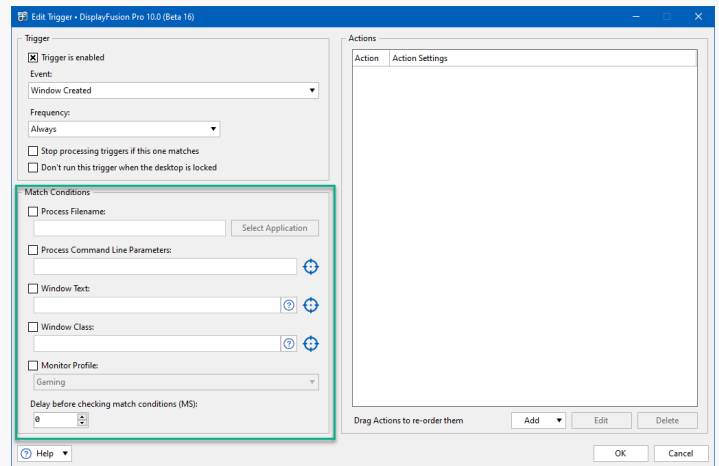 Edit Trigger • DisplayFusion Pro 10.0 (Beta 16)
Trigger
Trigger is enabled
Event:
Window Created
Frequency:
Always
Stop processing triggers if this one matches
Don't run this trigger when the desktop is locked
Match Conditions
Process Filename:
Select Application
Process Command Line Parameters:
Window Text:
Window Class:
Monitor Profile:
Gaming
Delay before checking match conditions (MS):
0
Actions
Action Action Settings
Drag Actions to re-order them Add Edit Delete
Help OK Cancel